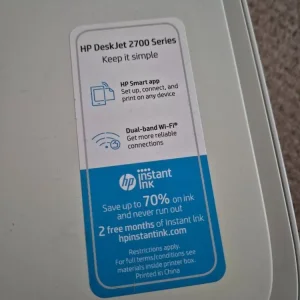 HP DeskJet 2700 Series
Keep it simple
HP Smart app
Set up, connect, and
print on any device
Dual-band Wi-Fi®
Get more reliable
connections
hp instant
ink
Save up to 70% on ink
and never run out
2 free months of instant ink
hpinstantink.com
Restrictions apply.
For full terms/conditions see
materials inside printer box.
Printed in China